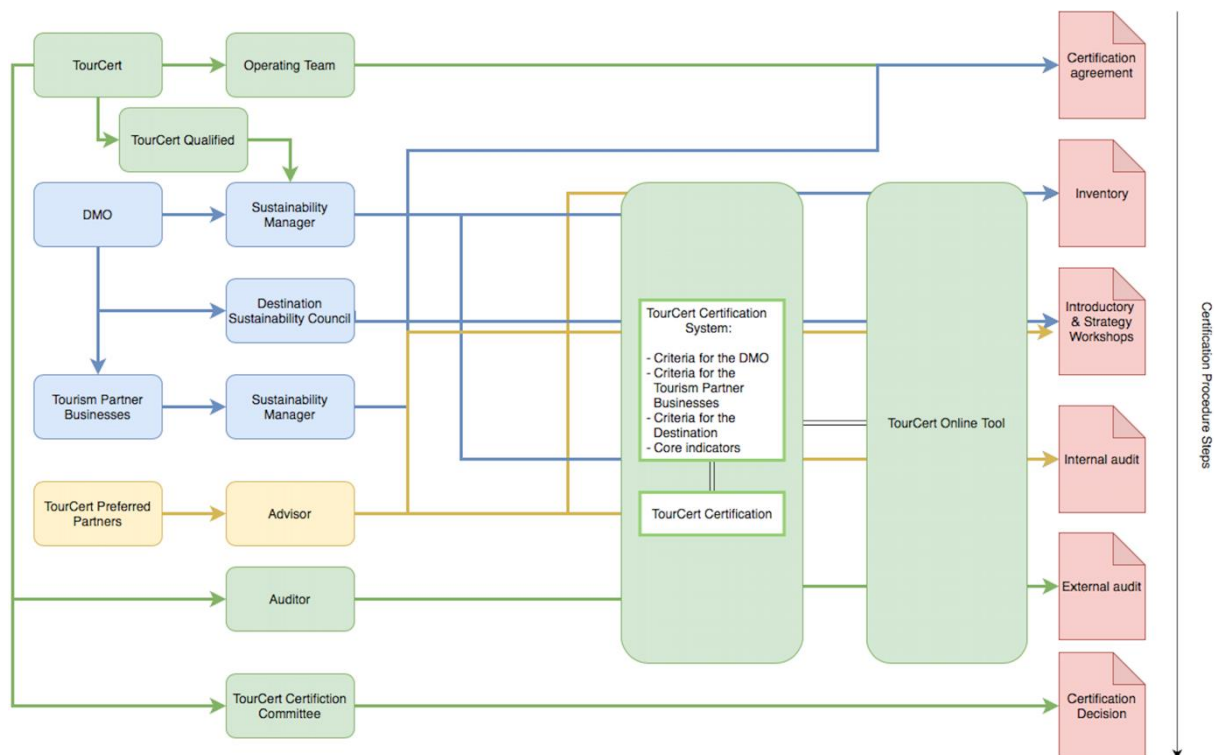 TourCert
Operating Team
Certification
agreement
TourCert Qualified
DMO
Sustainability
Manager
Inventory
Destination
Sustainability Council
TourCert Certification
System:
- Criteria for the DMO
- Criteria for the
Tourism Partner
Businesses
- Criteria for the
Destination
- Core indicators
Introductory
& Strategy
Workshops
Tourism Partner
Businesses
Sustainability
Manager
TourCert Online Tool
Internal audit
TourCert Preferred
Partners
Advisor
TourCert Certification
Auditor
External audit
TourCert Certifiction
Committee
Certification
Decision
Certification Procedure Steps